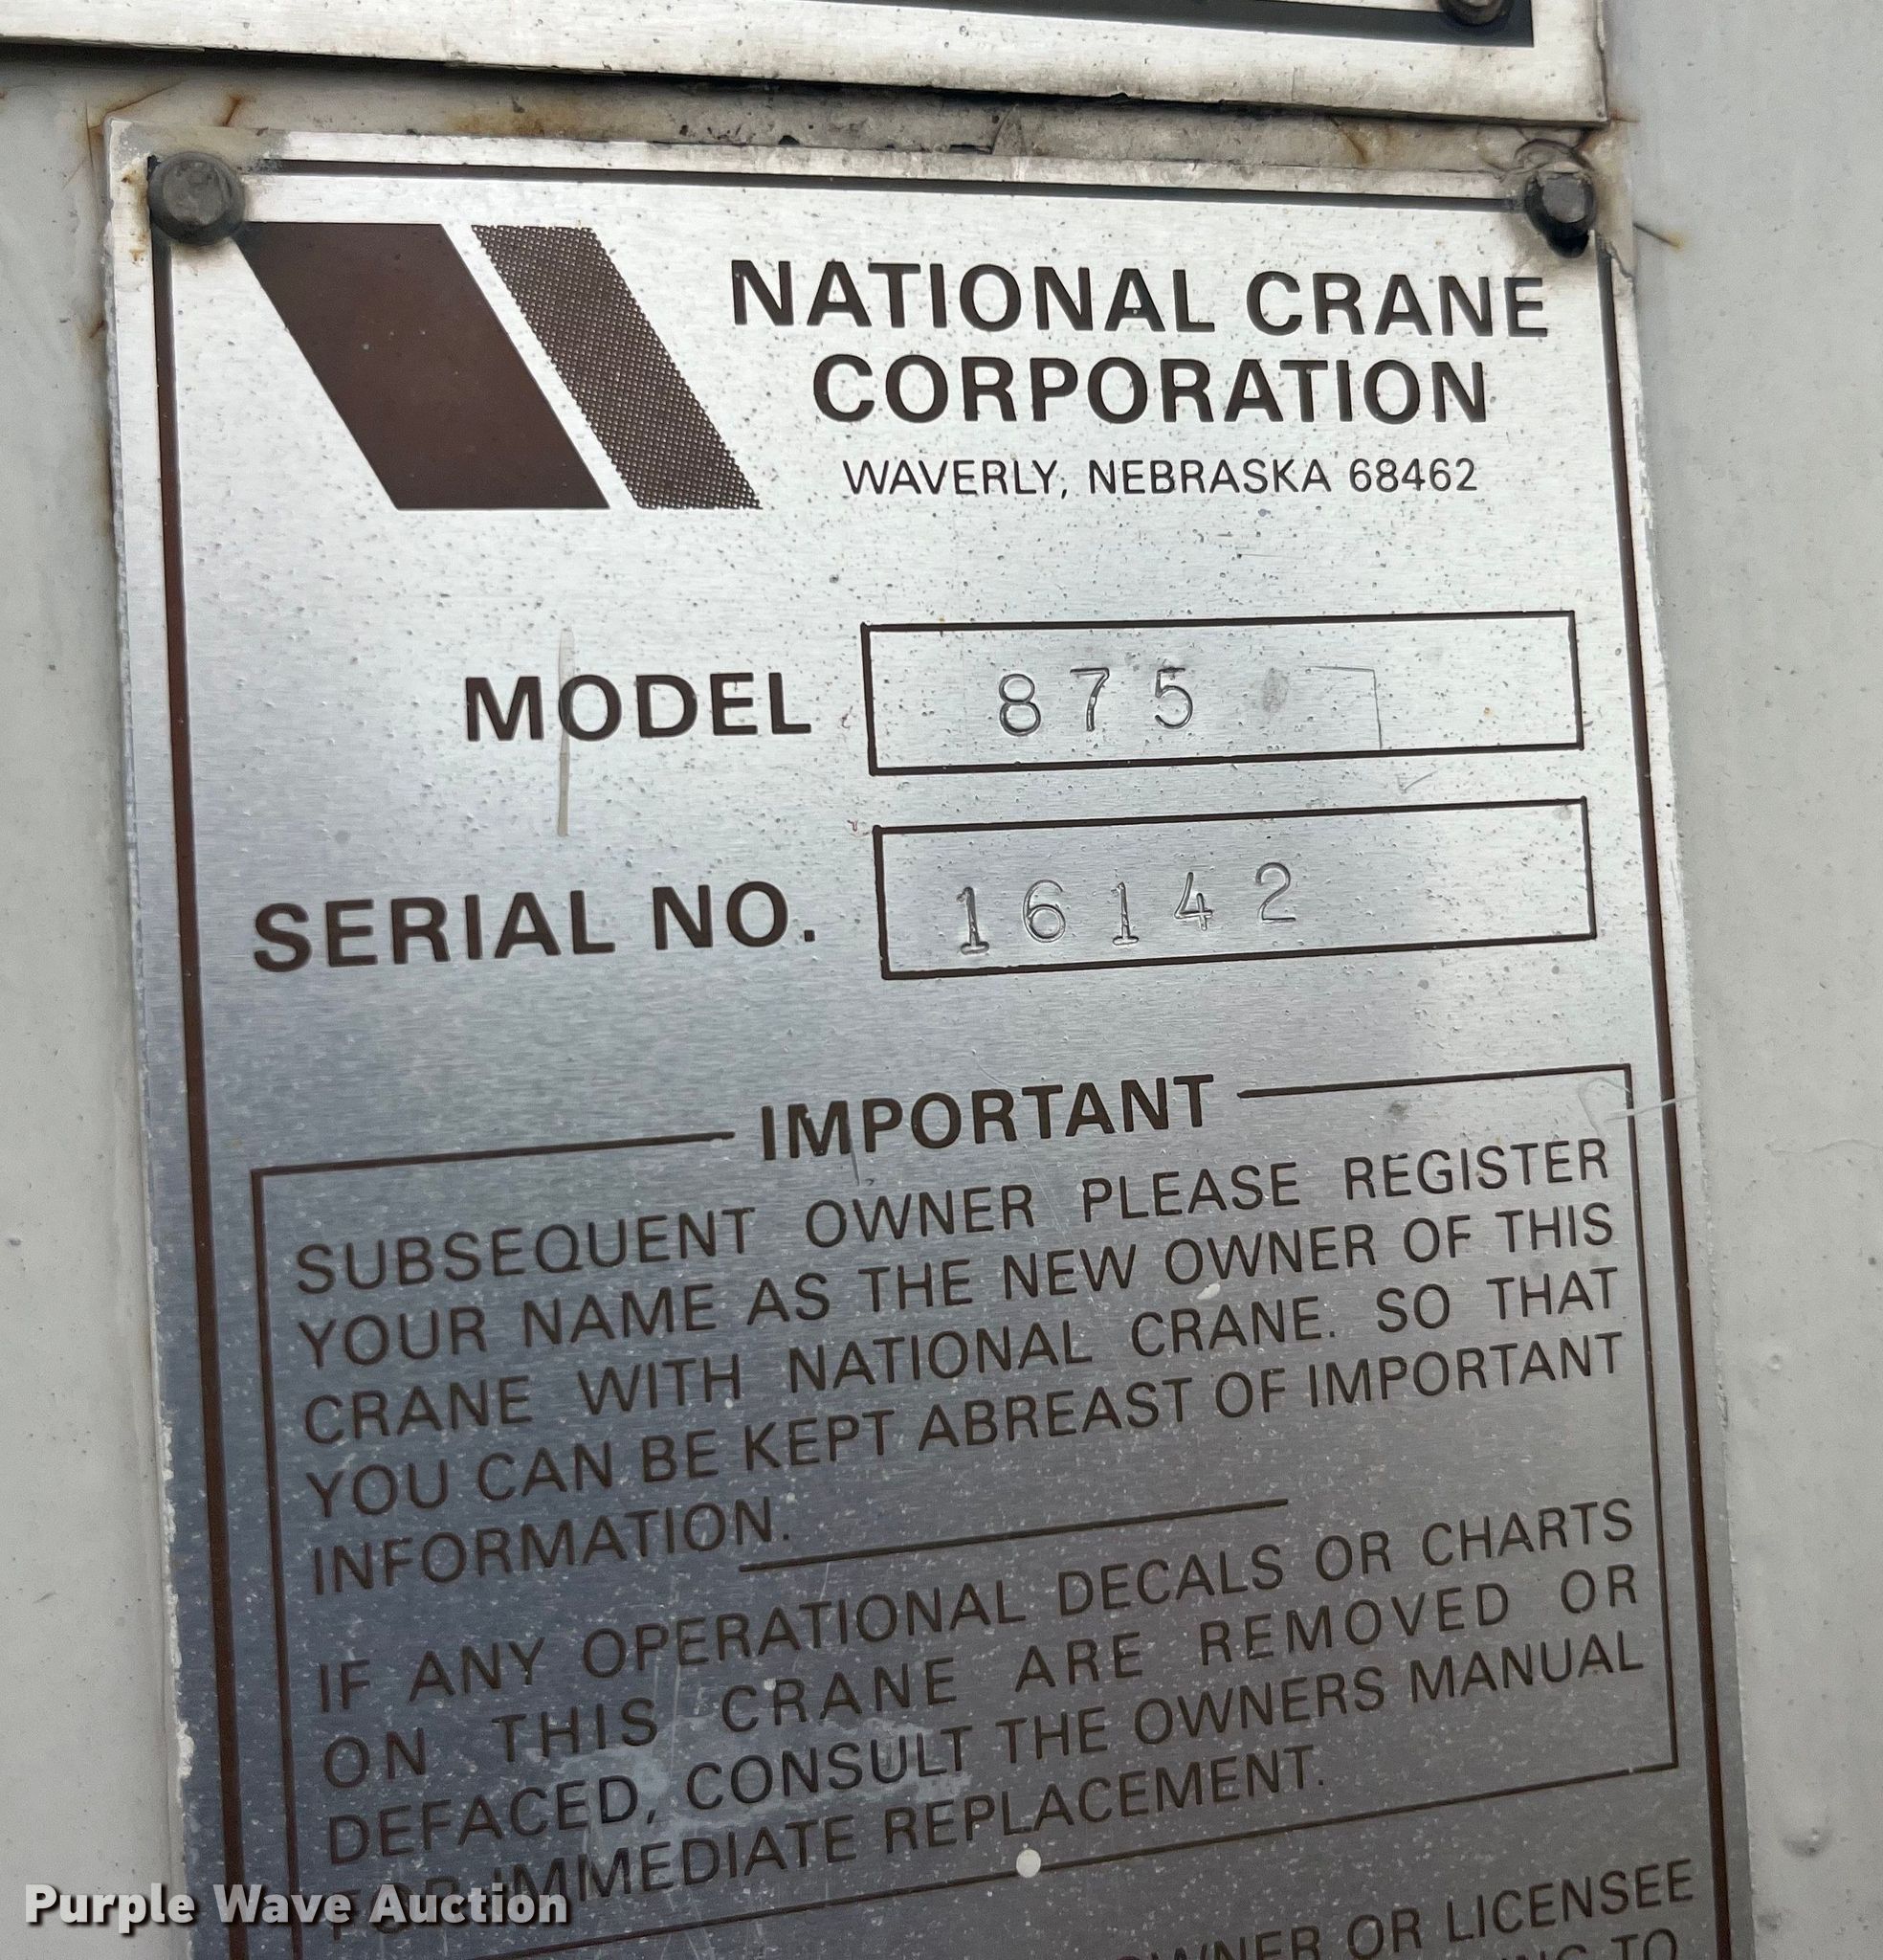 NATIONAL CRANE
CORPORATION
WAVERLY, NEBRASKA 68462
MODEL 875
SERIAL NO. 16142
IMPORTANT
SUBSEQUENT OWNER PLEASE REGISTER
YOUR NAME AS THE NEW OWNER OF THIS
CRANE WITH NATIONAL CRANE. SO THAT
YOU CAN BE KEPT ABREAST OF IMPORTANT
INFORMATION.
IF ANY OPERATIONAL DECALS OR CHARTS
ON THIS CRANE ARE REMOVED OR
DEFACED, CONSULT THE OWNERS MANUAL
FOR IMMEDIATE REPLACEMENT.
OWNER OR LICENSEE
TO
Purple Wave Auction